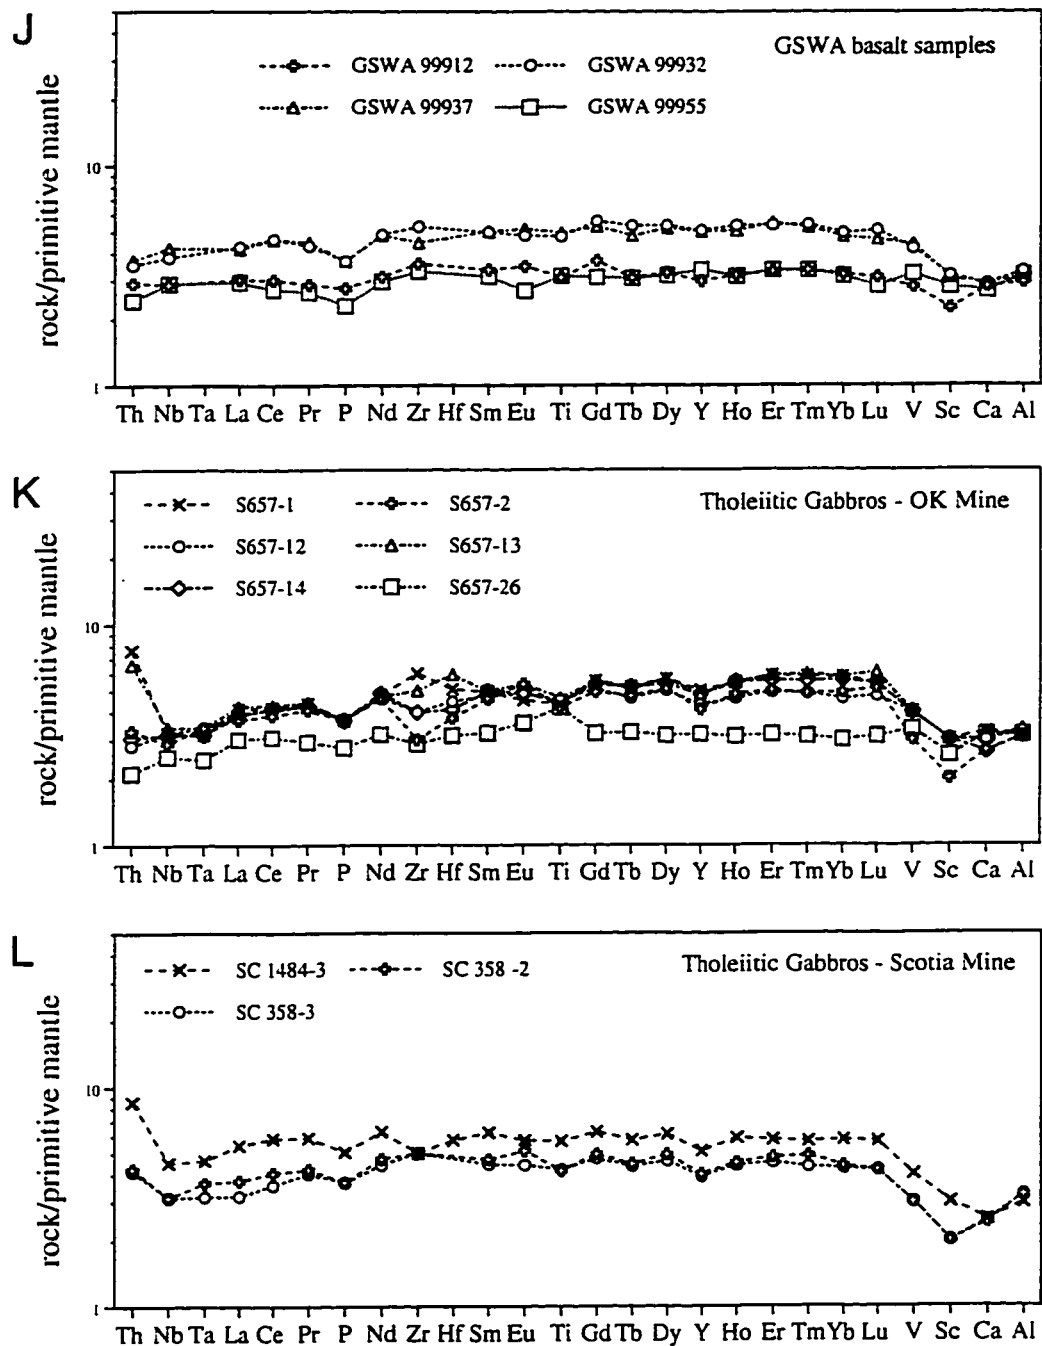 J
GSWA basalt samples
GSWA 99912 GSWA 99932
GSWA 99937 GSWA 99955
rock/primitive mantle
10
1
Th Nb Ta La Ce Pr P Nd Zr Hf Sm Eu Ti Gd Tb Dy Y Ho Er Tm Yb Lu V Sc Ca Al
K
Tholeiitic Gabbros - OK Mine
S657-1 S657-2
S657-12 S657-13
S657-14 S657-26
rock/primitive mantle
10
1
Th Nb Ta La Ce Pr P Nd Zr Hf Sm Eu Ti Gd Tb Dy Y Ho Er Tm Yb Lu V Sc Ca Al
L
Tholeiitic Gabbros - Scotia Mine
SC 1484-3 SC 358 -2
SC 358-3
rock/primitive mantle
10
1
Th Nb Ta La Ce Pr P Nd Zr Hf Sm Eu Ti Gd Tb Dy Y Ho Er Tm Yb Lu V Sc Ca Al